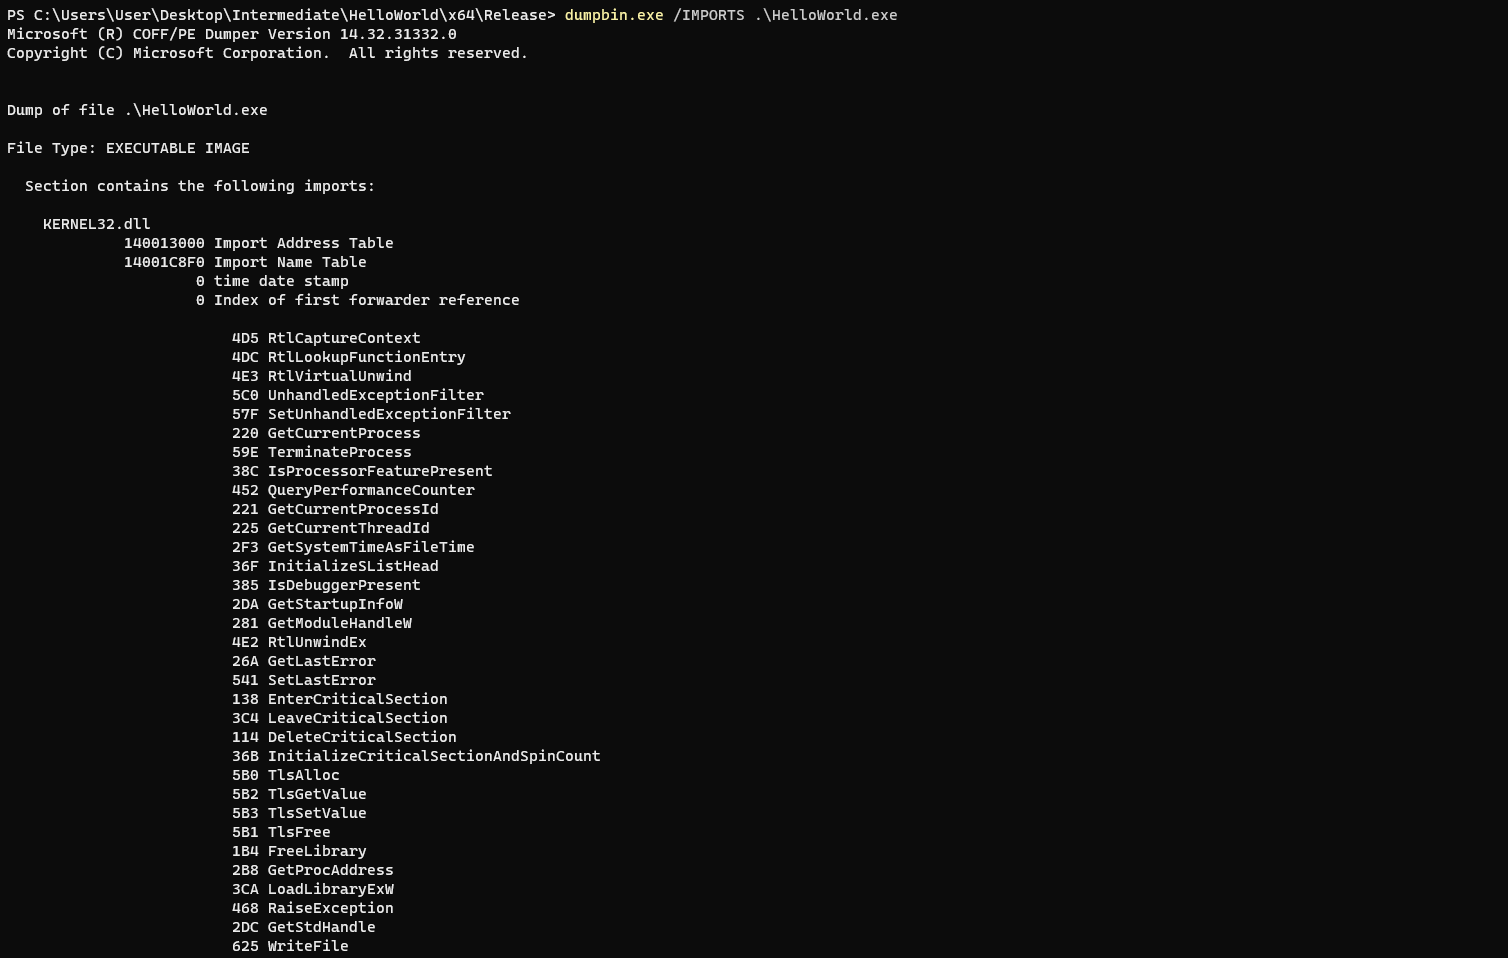 PS C:\Users\User\Desktop\Intermediate\HelloWorld\x64\Release> dumpbin.exe /IMPORTS .\HelloWorld.exe
Microsoft (R) COFF/PE Dumper Version 14.32.31332.0
Copyright (C) Microsoft Corporation.  All rights reserved.
Dump of file .\HelloWorld.exe
File Type: EXECUTABLE IMAGE
Section contains the following imports:
KERNEL32.dll
140013000 Import Address Table
14001C8F0 Import Name Table
0 time date stamp
0 Index of first forwarder reference
4D5 RtlCaptureContext
4DC RtlLookupFunctionEntry
4E3 RtlVirtualUnwind
5C0 UnhandledExceptionFilter
57F SetUnhandledExceptionFilter
220 GetCurrentProcess
59E TerminateProcess
38C IsProcessorFeaturePresent
452 QueryPerformanceCounter
221 GetCurrentProcessId
225 GetCurrentThreadId
2F3 GetSystemTimeAsFileTime
36F InitializeSListHead
385 IsDebuggerPresent
2DA GetStartupInfoW
281 GetModuleHandleW
4E2 RtlUnwindEx
26A GetLastError
541 SetLastError
138 EnterCriticalSection
3C4 LeaveCriticalSection
114 DeleteCriticalSection
36B InitializeCriticalSectionAndSpinCount
5B0 TlsAlloc
5B2 TlsGetValue
5B3 TlsSetValue
5B1 TlsFree
1B4 FreeLibrary
2B8 GetProcAddress
3CA LoadLibraryExW
468 RaiseException
2DC GetStdHandle
625 WriteFile